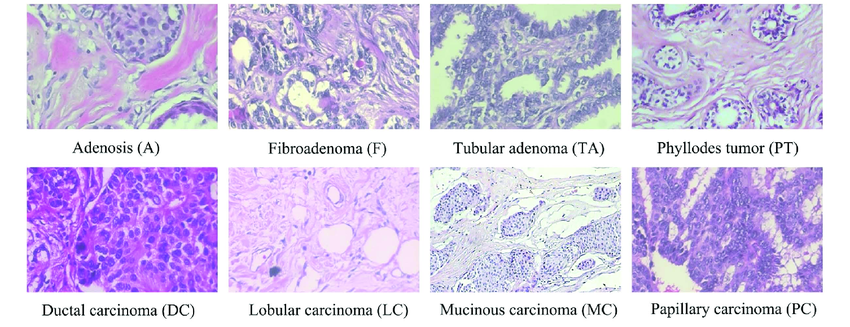 Adenosis (A)
Fibroadenoma (F)
Tubular adenoma (TA)
Phyllodes tumor (PT)
Ductal carcinoma (DC)
Lobular carcinoma (LC)
Mucinous carcinoma (MC)
Papillary carcinoma (PC)